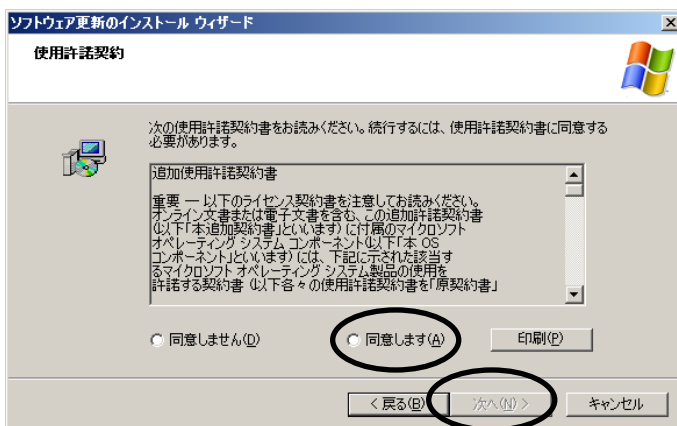 ソフトウェア更新のインストール ウィザード
使用許諾契約
次の使用許諾契約書をお読みください。続行するには、使用許諾契約書に同意する
必要があります。
追加使用許諾契約書
重要 ― 以下のライセンス契約書を注意してお読みください。
オンライン文書または電子文書を含む、この追加許諾契約書
(以下「本追加契約書」といいます) に付属のマイクロソフト
オペレーティング システム コンポーネント(以下「本 OS
コンポーネント」といいます) には、下記に示された該当す
るマイクロソフト オペレーティング システム製品の使用を
許諾する契約書 (以下各々の使用許諾契約書を「原契約書」
同意しません(D) 同意します(A) 印刷(P)
< 戻る(B) 次へ(N) > キャンセル